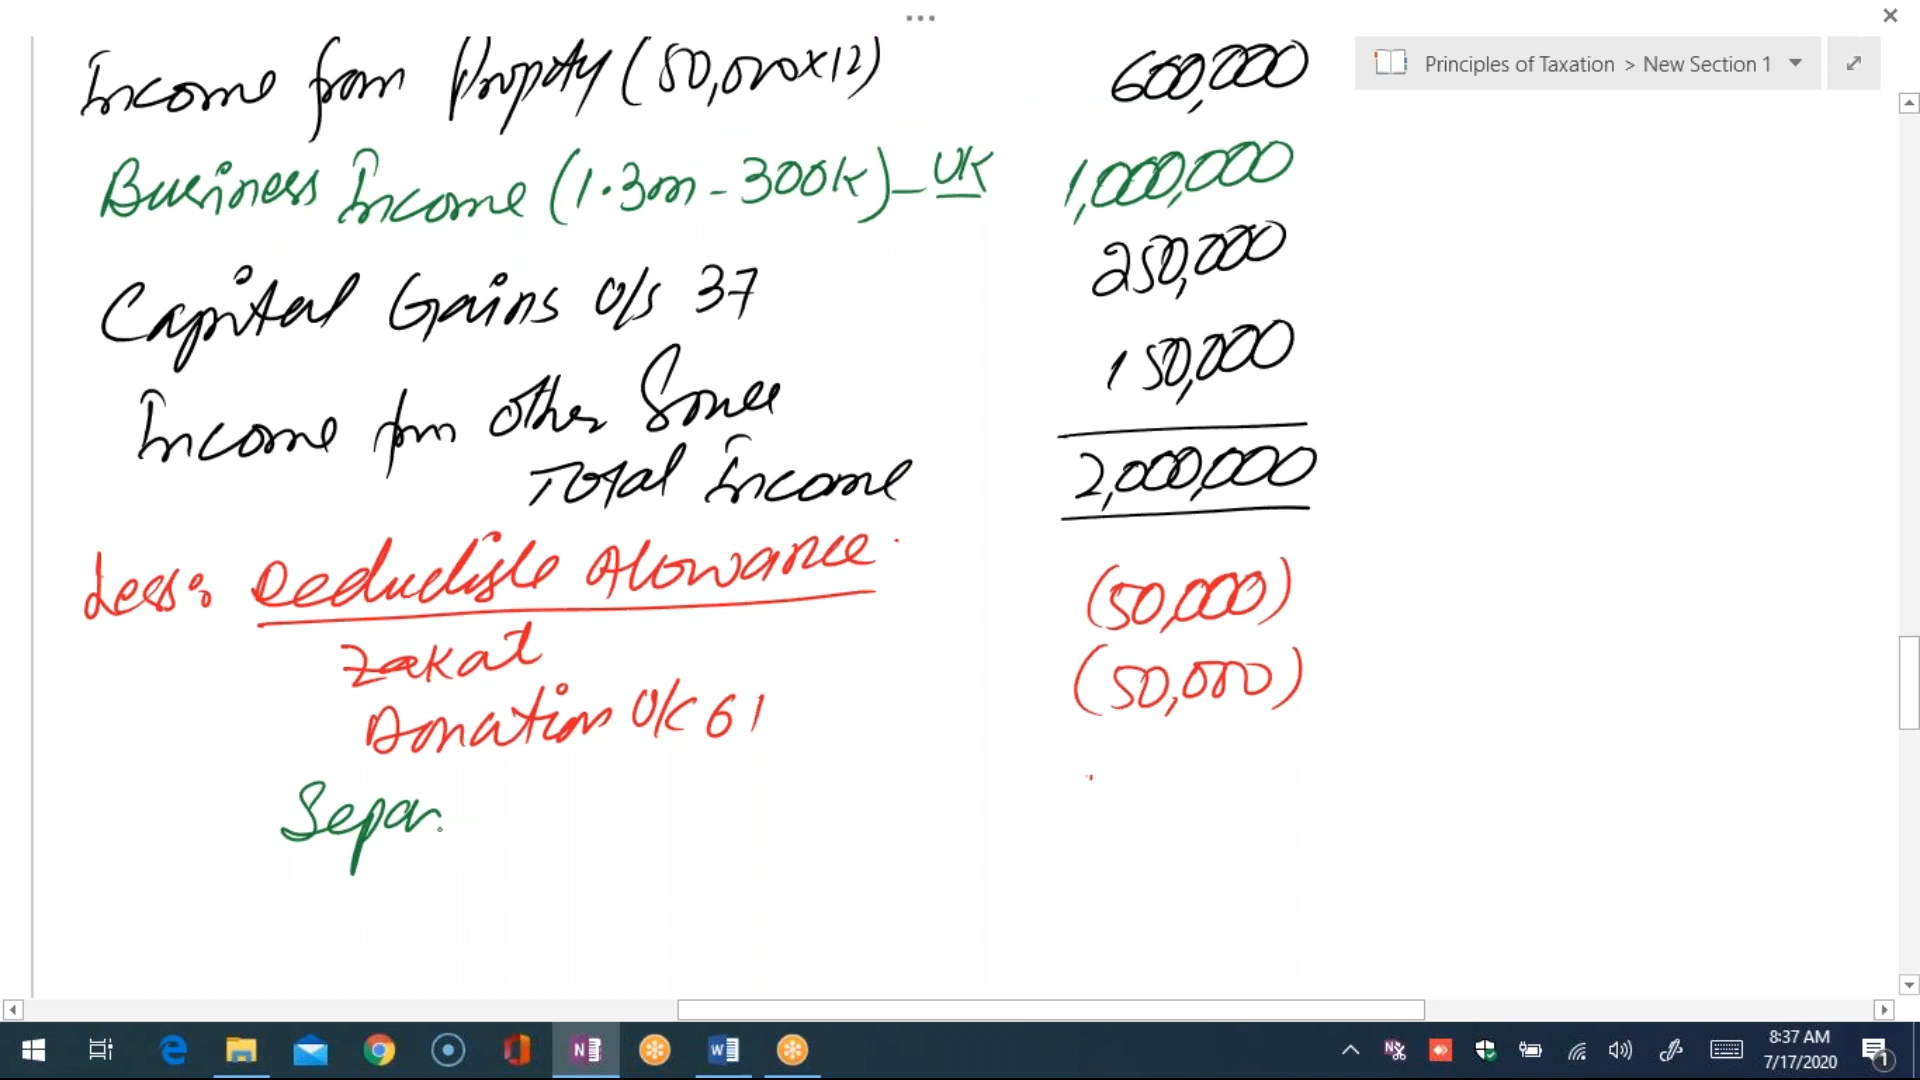 Income from Property (50,000x12) 600,000
Principles of Taxation > New Section 1
Business Income (1.3m - 300k) - UK 1,000,000
Capital Gains U/S 37 250,000
Income from other Source 150,000
Total Income 2,000,000
Less: Deductible Allowance (50,000)
Zakat (50,000)
Donation U/C 61
Separ
8:37 AM
7/17/2020
1